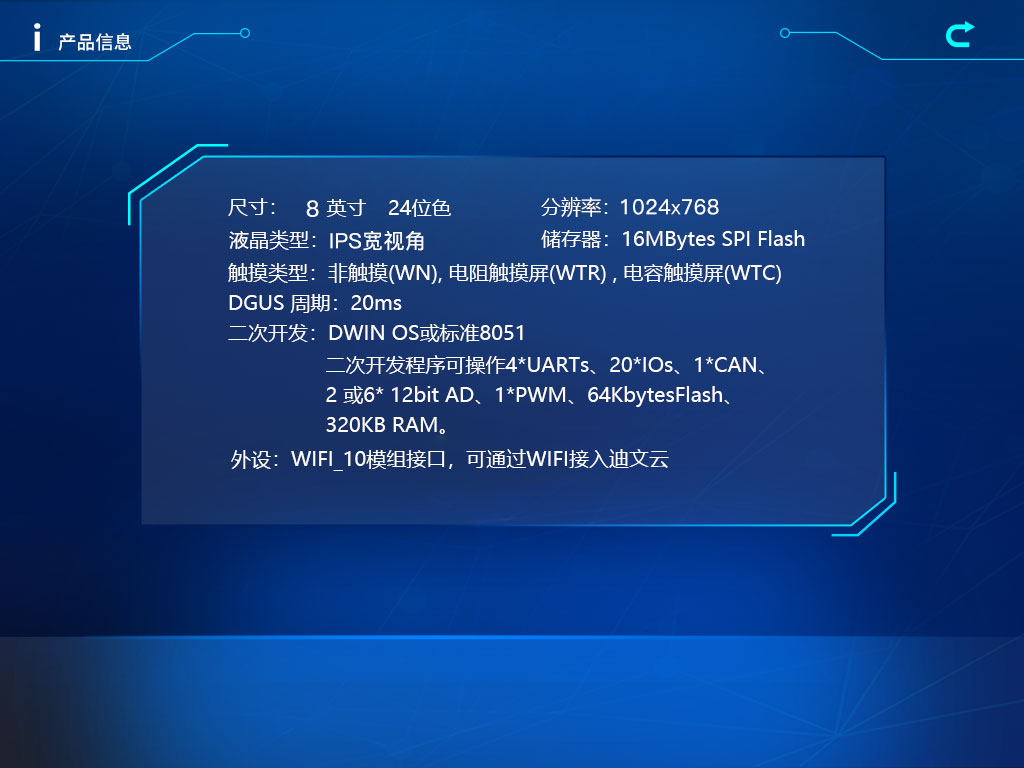 i 产品信息
尺寸： 8 英寸 24位色 分辨率：1024x768
液晶类型：IPS宽视角 储存器：16MBytes SPI Flash
触摸类型：非触摸(WN), 电阻触摸屏(WTR) , 电容触摸屏(WTC)
DGUS 周期：20ms
二次开发：DWIN OS或标准8051
二次开发程序可操作4*UARTs、20*IOs、1*CAN、
2 或6* 12bit AD、1*PWM、64KbytesFlash、
320KB RAM。
外设：WIFI_10模组接口，可通过WIFI接入迪文云